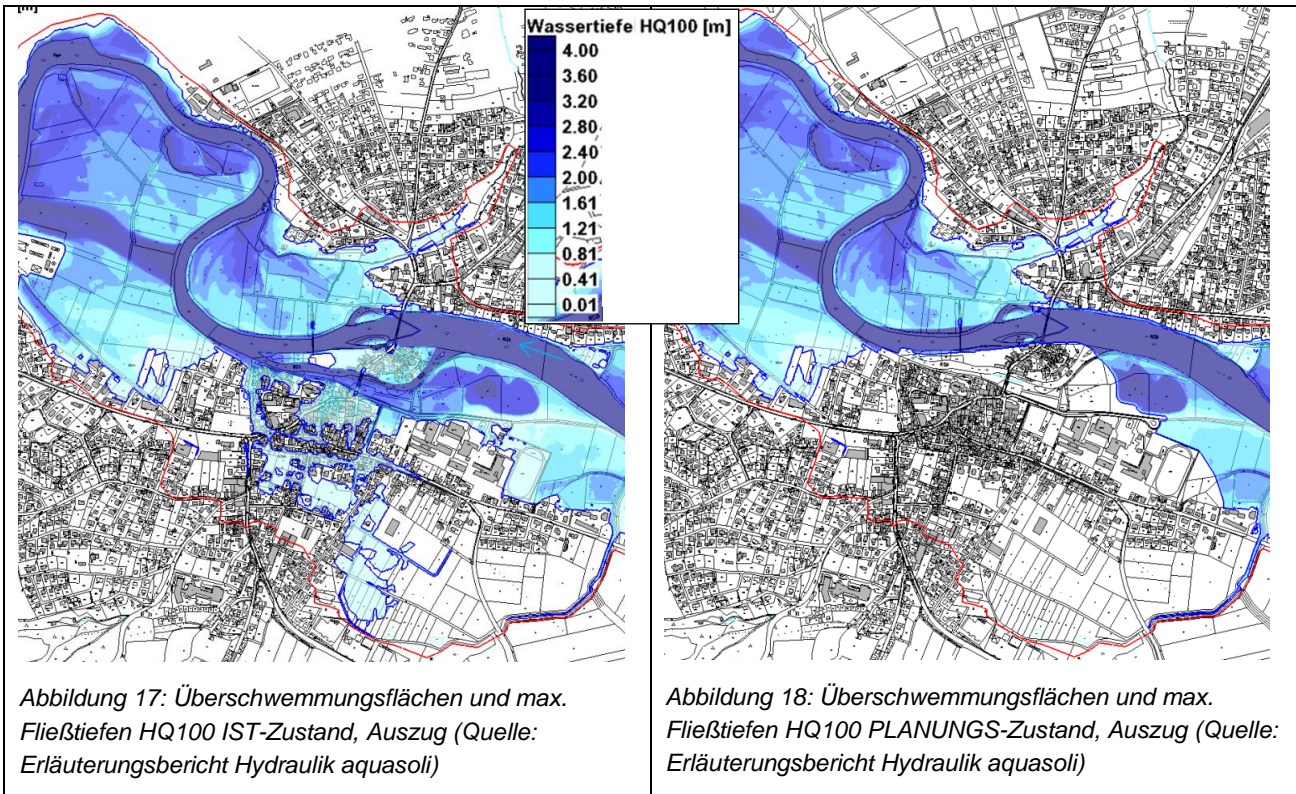 [m]
Wassertiefe HQ100 [m]
4.00
3.60
3.20
2.80
2.40
2.00
1.61
1.21
0.81
0.41
0.01
Abbildung 17: Überschwemmungsflächen und max.
Fließtiefen HQ100 IST-Zustand, Auszug (Quelle:
Erläuterungsbericht Hydraulik aquasoli)
Abbildung 18: Überschwemmungsflächen und max.
Fließtiefen HQ100 PLANUNGS-Zustand, Auszug (Quelle:
Erläuterungsbericht Hydraulik aquasoli)